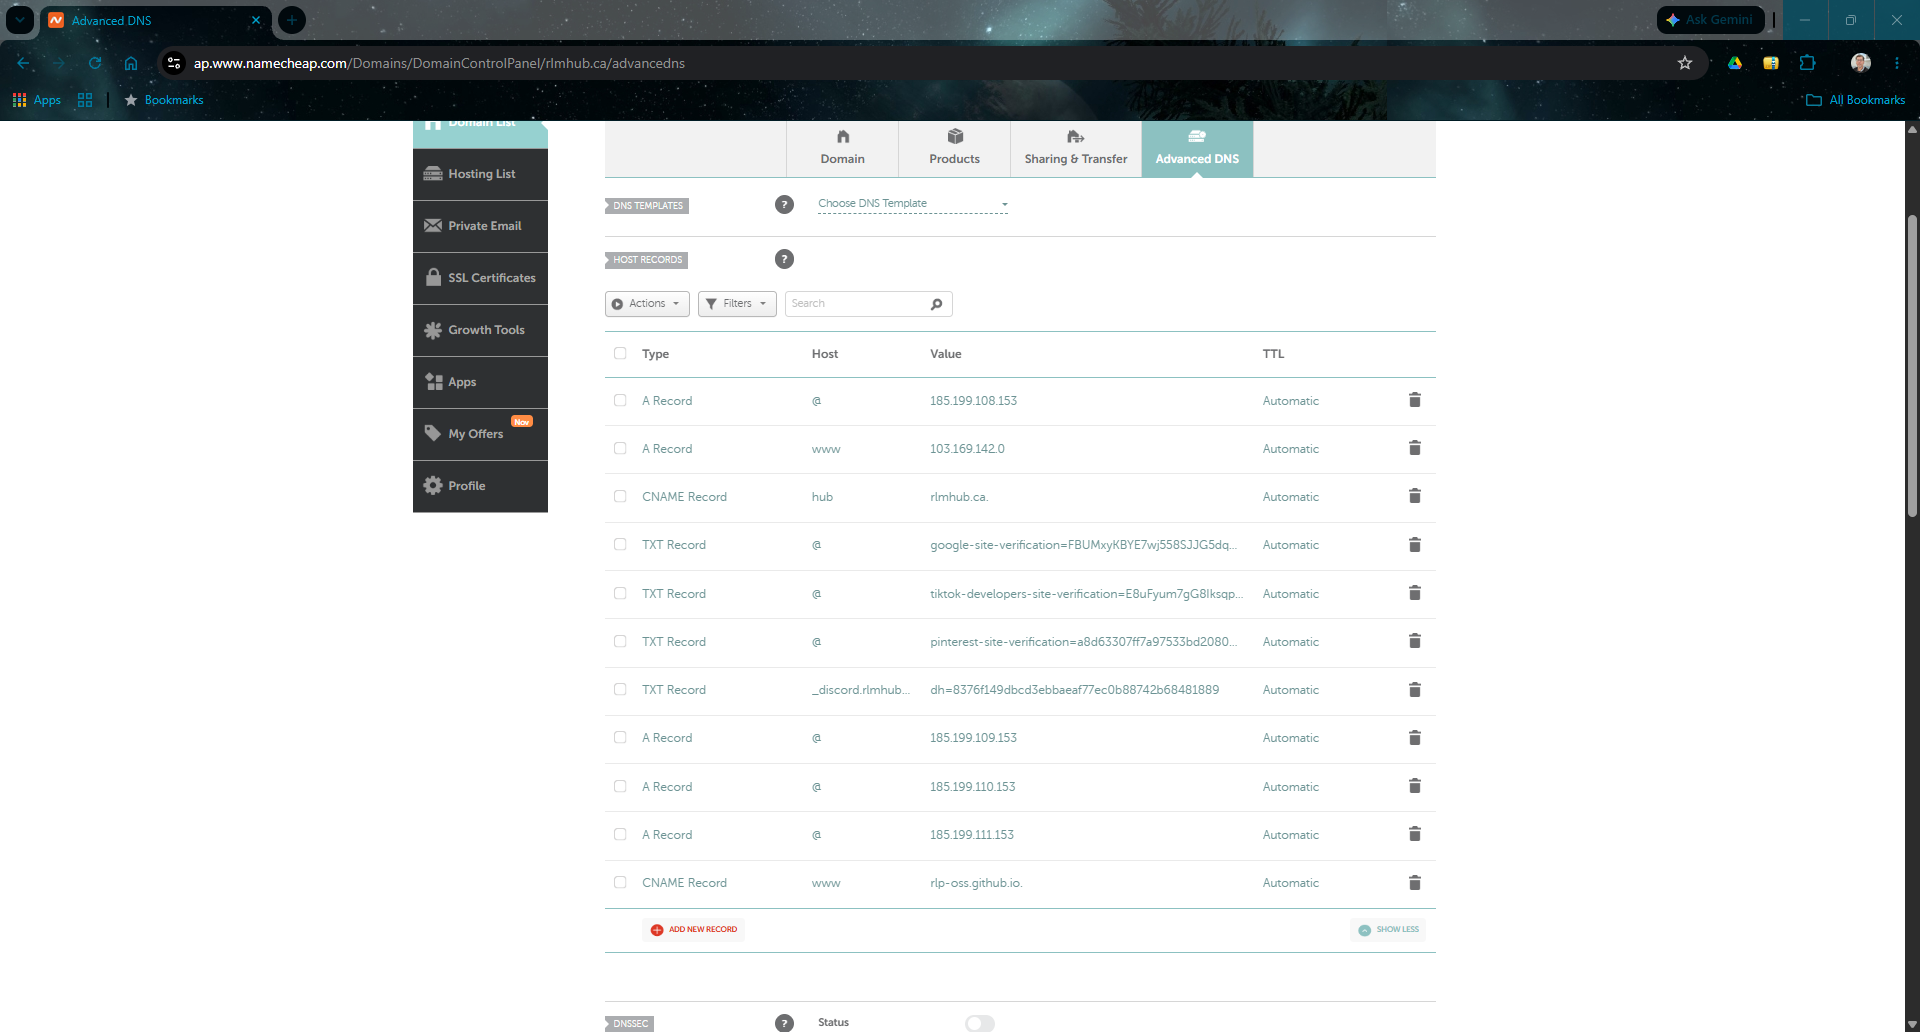 Advanced DNS
Ask Gemini
ap.www.namecheap.com/Domains/DomainControlPanel/rlmhub.ca/advancedns
Apps
Bookmarks
All Bookmarks
Domain List
Hosting List
Private Email
SSL Certificates
Growth Tools
Apps
My Offers
Nov
Profile
Domain
Products
Sharing & Transfer
Advanced DNS
DNS TEMPLATES
?
Choose DNS Template
HOST RECORDS
?
Actions
Filters
Search
Type Host Value TTL
A Record @ 185.199.108.153 Automatic
A Record www 103.169.142.0 Automatic
CNAME Record hub rlmhub.ca. Automatic
TXT Record @ google-site-verification=FBUMxyKBYE7wj558SJJG5dq... Automatic
TXT Record @ tiktok-developers-site-verification=E8uFyum7gG8Iksqp... Automatic
TXT Record @ pinterest-site-verification=a8d63307ff7a97533bd2080... Automatic
TXT Record _discord.rlmhub... dh=8376f149dbcd3ebbaeaf77ec0b88742b68481889 Automatic
A Record @ 185.199.109.153 Automatic
A Record @ 185.199.110.153 Automatic
A Record @ 185.199.111.153 Automatic
CNAME Record www rlp-oss.github.io. Automatic
ADD NEW RECORD
SHOW LESS
DNSSEC
?
Status